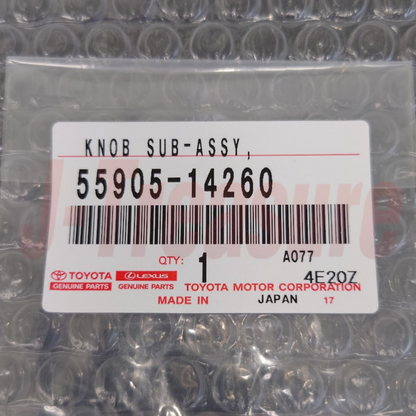 KNOB SUB-ASSY,
55905-14260
QTY: 1 A077
4E20Z
TOYOTA LEXUS
GENUINE PARTS GENUINE PARTS TOYOTA MOTOR CORPORATION
MADE IN JAPAN 17
J-Treasure